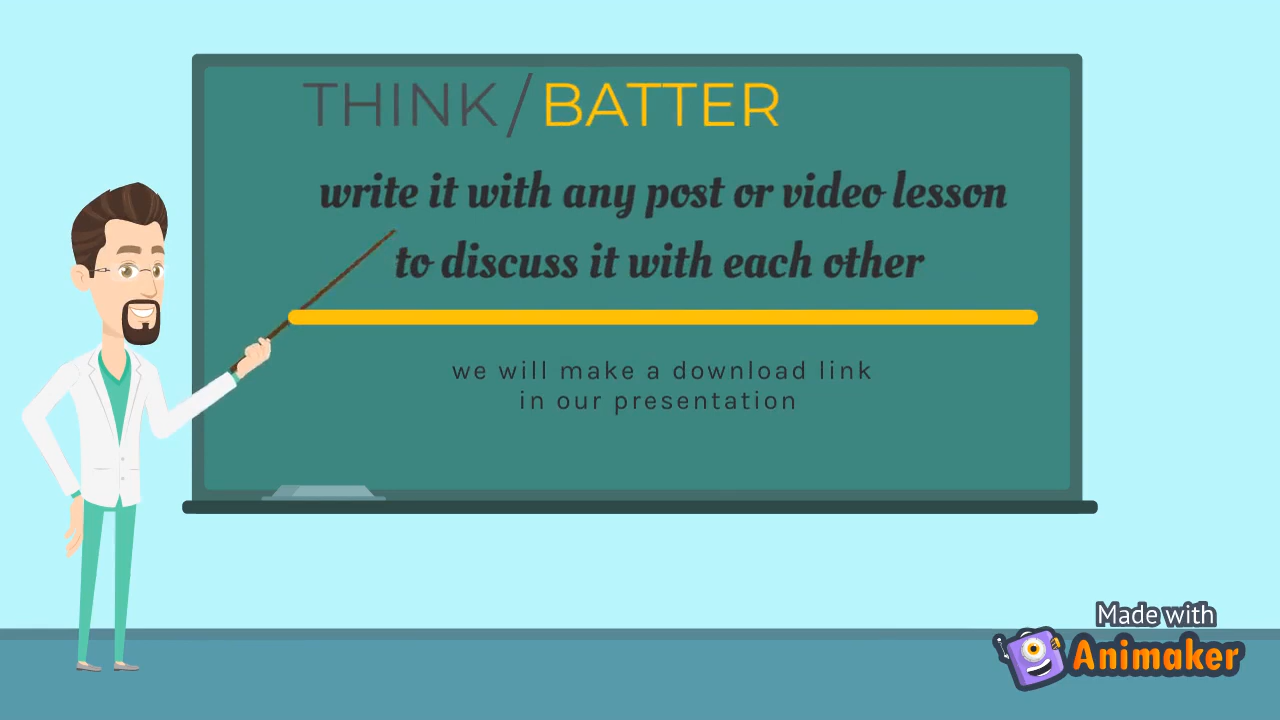 THINK/BATTER
write it with any post or video lesson
to discuss it with each other
we will make a download link
in our presentation
Made with
Animaker